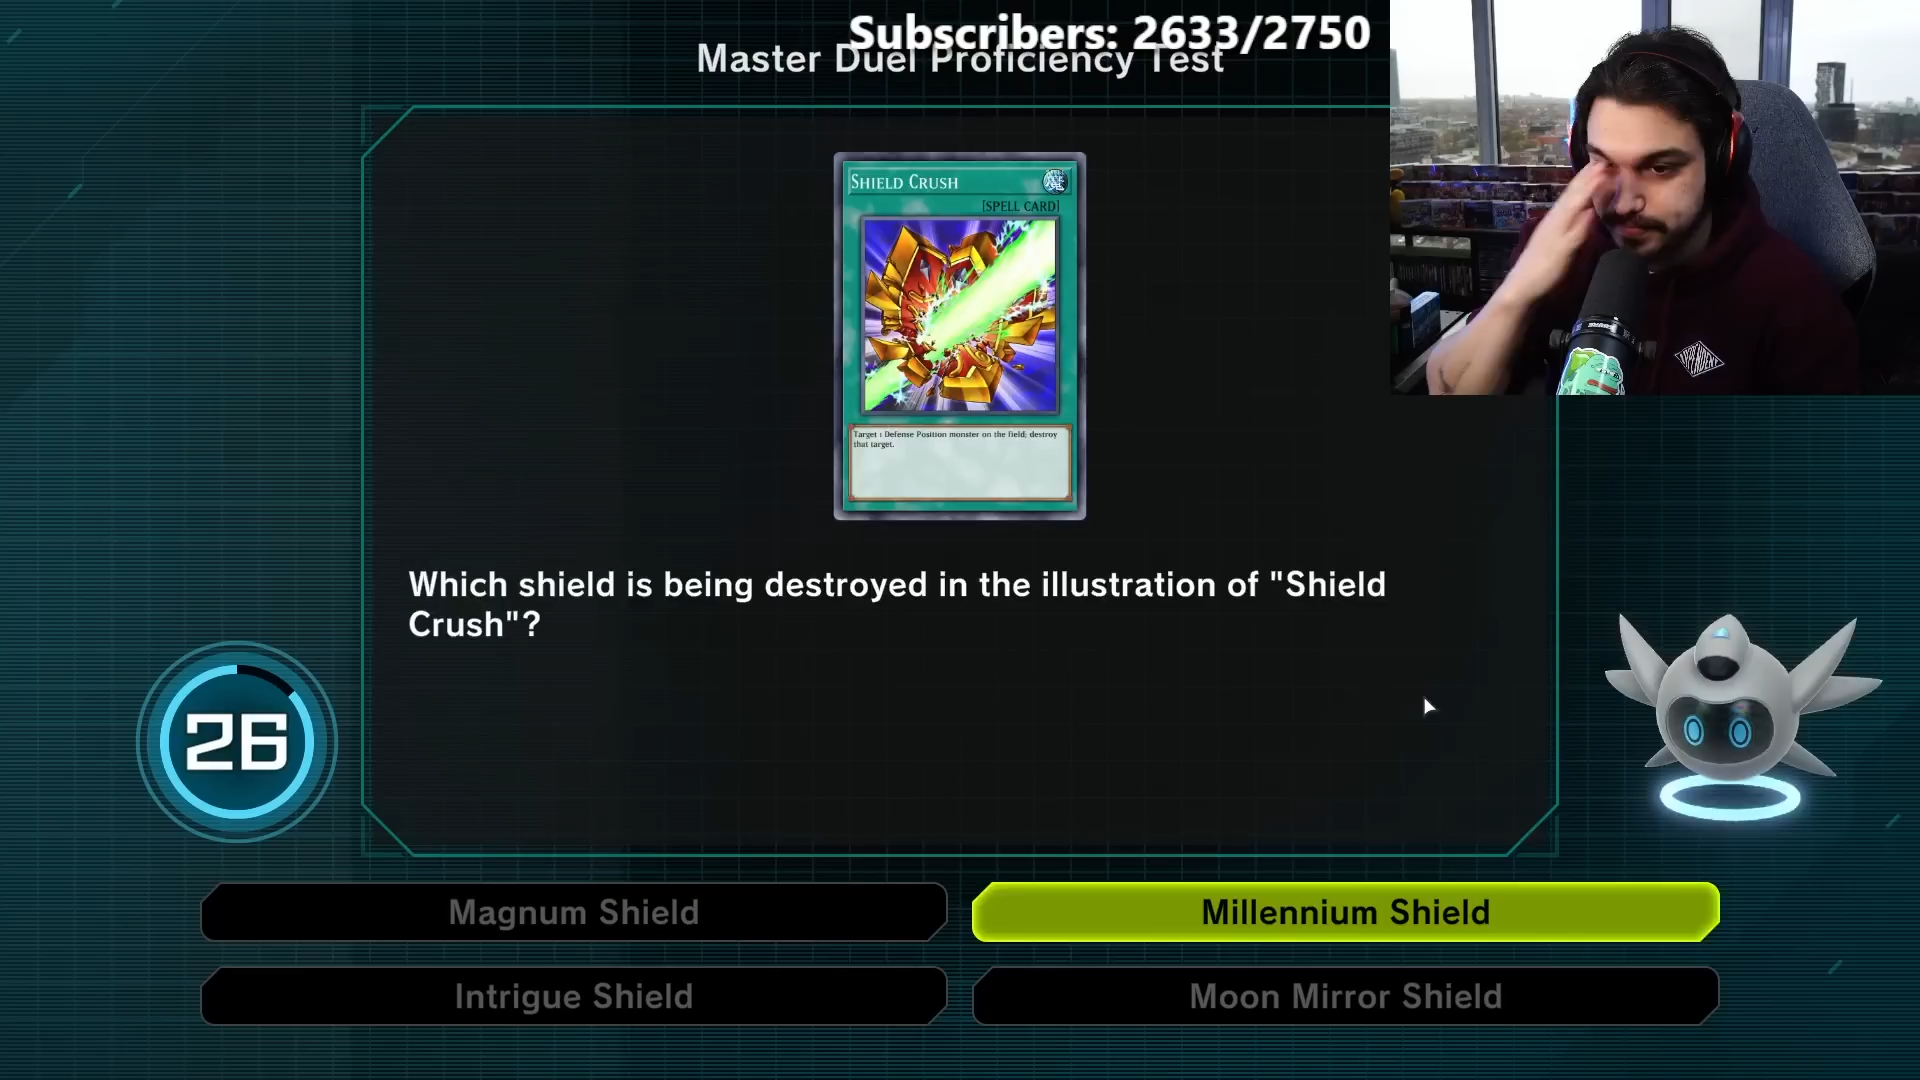 Subscribers: 2633/2750
Master Duel Proficiency Test
SHIELD CRUSH
[SPELL CARD]
Target 1 Defense Position monster on the field; destroy
that target.
Which shield is being destroyed in the illustration of "Shield
Crush"?
26
Magnum Shield
Millennium Shield
Intrigue Shield
Moon Mirror Shield